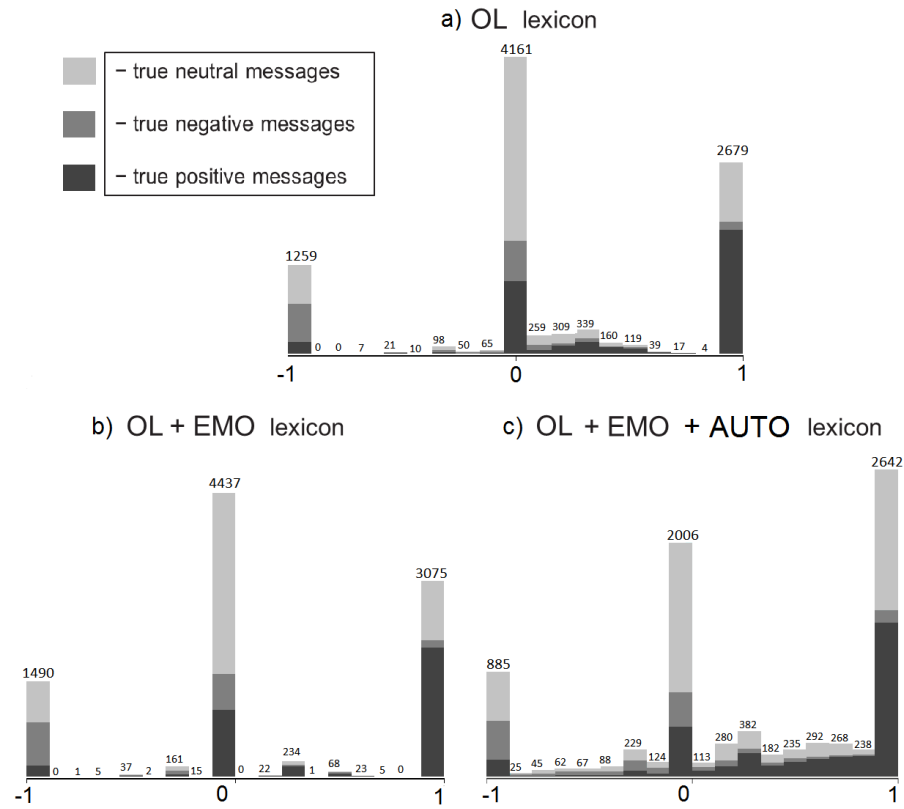 a) OL lexicon
– true neutral messages
– true negative messages
– true positive messages
4161
2679
1259
0 0 7 21 10 98 50 65 259 309 339 160 119 39 17 4
-1 0 1
b) OL + EMO lexicon
4437
3075
1490
0 1 5 37 2 161 15 0 22 234 1 68 23 5 0
-1 0 1
c) OL + EMO + AUTO lexicon
2642
2006
885
25 45 62 67 88 229 124 113 280 382 182 235 292 268 238
-1 0 1